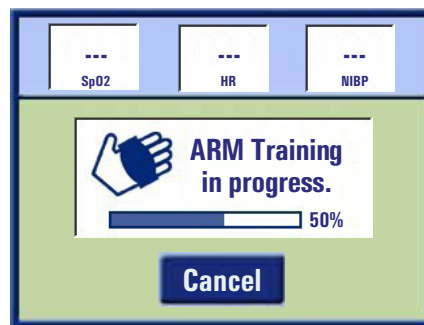 --- --- ---
SpO2 HR NIBP
ARM Training
in progress.
50%
Cancel